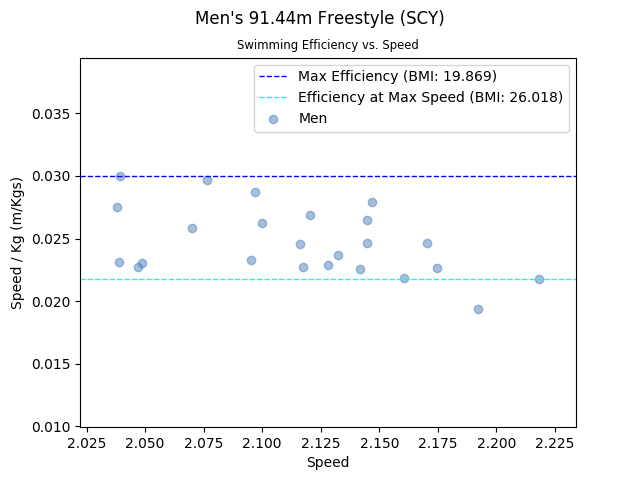 Men's 91.44m Freestyle (SCY)
Swimming Efficiency vs. Speed
Max Efficiency (BMI: 19.869)
Efficiency at Max Speed (BMI: 26.018)
Men
Speed / Kg (m/Kgs)
0.035
0.030
0.025
0.020
0.015
0.010
2.025 2.050 2.075 2.100 2.125 2.150 2.175 2.200 2.225
Speed